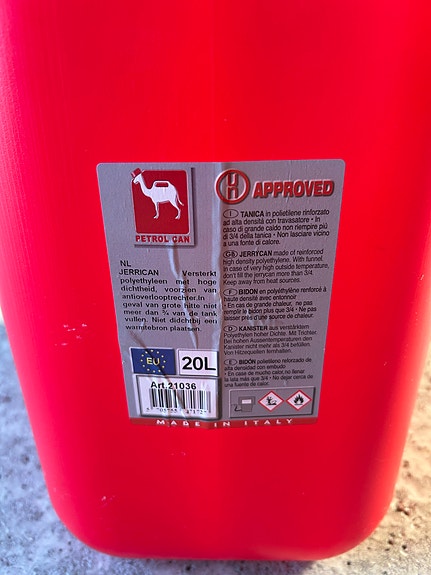 PETROL CAN
H APPROVED
NL
JERRICAN Versterkt
polyethyleen met hoge
dichtheid, voorzien van
antioverlooptrechter.in
geval van grote hitte niet
meer dan ¾ van de tank
vullen. Niet didchtbij een
warmtebron plaatsen.
I TANICA in polietilene rinforzato
ad alta densità con travasatore • In
caso di grande caldo non riempire più
di 3/4 della tanica • Non lasciare vicino
a una fonte di calore.
GB JERRYCAN made of reinforced
high density polyethylene. With funnel.
in case of very high outside temperature,
don't fill the jerrycan more than 3/4.
Keep away from heat sources.
F BIDON en polyéthylène renforcé à
haute densité avec entonnoir
• En cas de grande chaleur, ne pas
remplir le bidon plus que 3/4 • Ne pas
laisser près d'une source de chaleur.
D KANISTER aus verstärktem
Polyethylen hoher Dichte. Mit Trichter.
Bei hohen Aussentemperaturen den
Kanister nicht mehr als 3/4 befüllen.
Von Hitzequellen fernhalten.
E BIDÓN polietileno reforzado de
alta densidad con embudo
• En caso de mucho calor, no llenar
la lata más que 3/4 • No dejar cerca de
una fuente de calor.
EU
20L
Art.21036
MADE IN ITALY